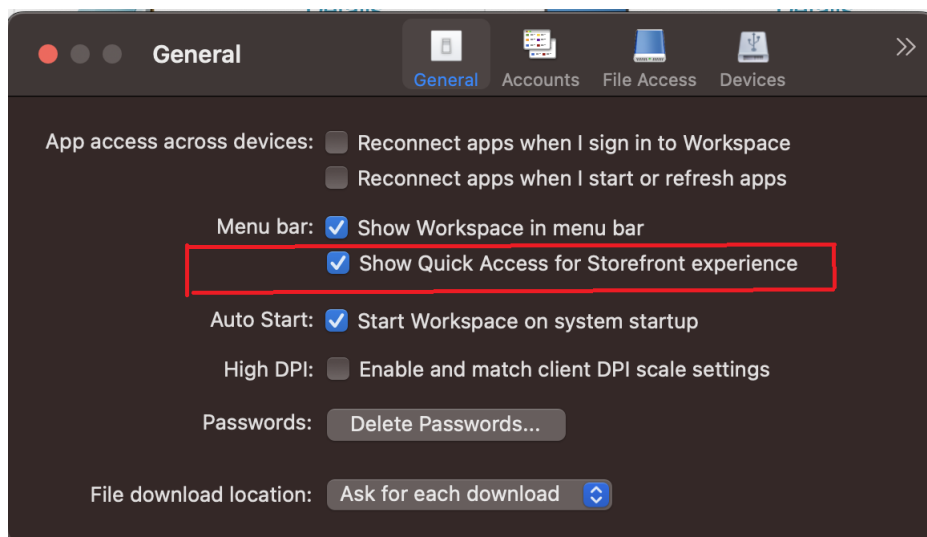 General
General Accounts File Access Devices
App access across devices: Reconnect apps when I sign in to Workspace
Reconnect apps when I start or refresh apps
Menu bar: Show Workspace in menu bar
Show Quick Access for Storefront experience
Auto Start: Start Workspace on system startup
High DPI: Enable and match client DPI scale settings
Passwords: Delete Passwords...
File download location: Ask for each download